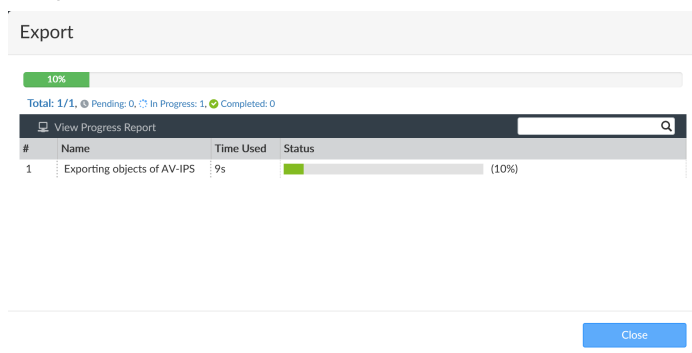 Export
10%
Total: 1/1, Pending: 0, In Progress: 1, Completed: 0
View Progress Report
# Name Time Used Status
1 Exporting objects of AV-IPS 9s (10%)
Close